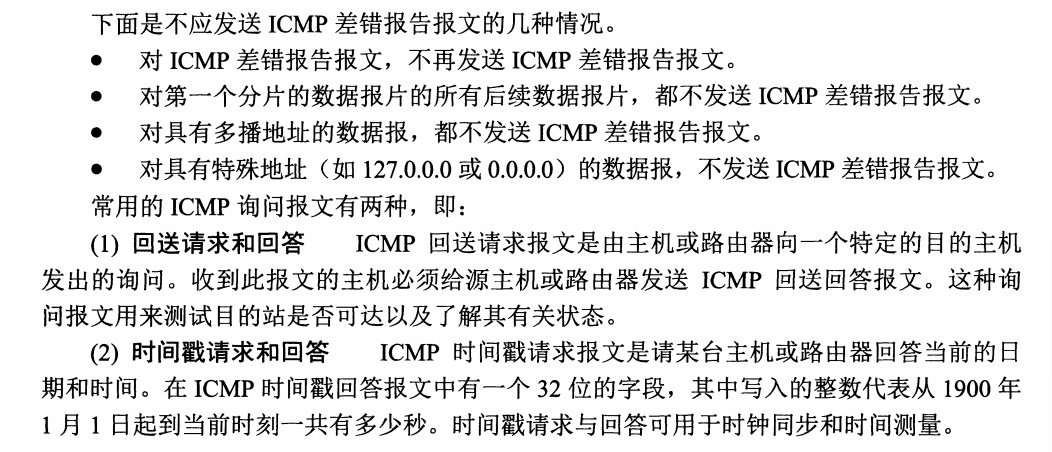 下面是不应发送 ICMP 差错报告报文的几种情况。
● 对 ICMP 差错报告报文，不再发送 ICMP 差错报告报文。
● 对第一个分片的数据报片的所有后续数据报片，都不发送 ICMP 差错报告报文。
● 对具有多播地址的数据报，都不发送 ICMP 差错报告报文。
● 对具有特殊地址（如 127.0.0.0 或 0.0.0.0）的数据报，不发送 ICMP 差错报告报文。
常用的 ICMP 询问报文有两种，即：
(1) 回送请求和回答 ICMP 回送请求报文是由主机或路由器向一个特定的目的主机
发出的询问。收到此报文的主机必须给源主机或路由器发送 ICMP 回送回答报文。这种询
问报文用来测试目的站是否可达以及了解其有关状态。
(2) 时间戳请求和回答 ICMP 时间戳请求报文是请某台主机或路由器回答当前的日
期和时间。在 ICMP 时间戳回答报文中有一个 32 位的字段，其中写入的整数代表从 1900 年
1 月 1 日起到当前时刻一共有多少秒。时间戳请求与回答可用于时钟同步和时间测量。